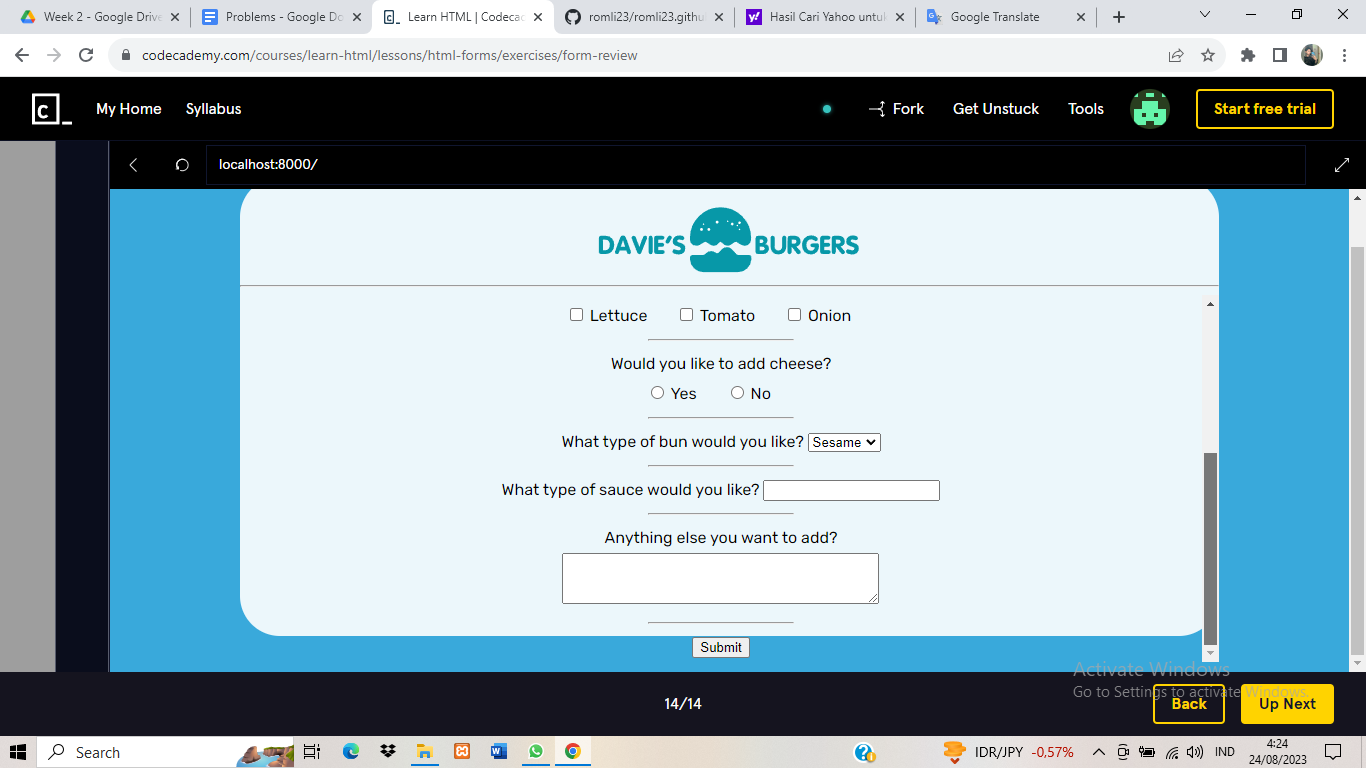 Week 2 - Google Drive
Problems - Google Do
Learn HTML | Codecac
romli23/romli23.githu
Hasil Cari Yahoo untuk
Google Translate
codecademy.com/courses/learn-html/lessons/html-forms/exercises/form-review
My Home Syllabus Fork Get Unstuck Tools Start free trial
localhost:8000/
DAVIE'S BURGERS
Lettuce Tomato Onion
Would you like to add cheese?
Yes No
What type of bun would you like? Sesame
What type of sauce would you like?
Anything else you want to add?
Submit
Activate Windows
Go to Settings to activate Windows.
14/14 Back Up Next
Search IDR/JPY -0,57% IND 4:24
24/08/2023